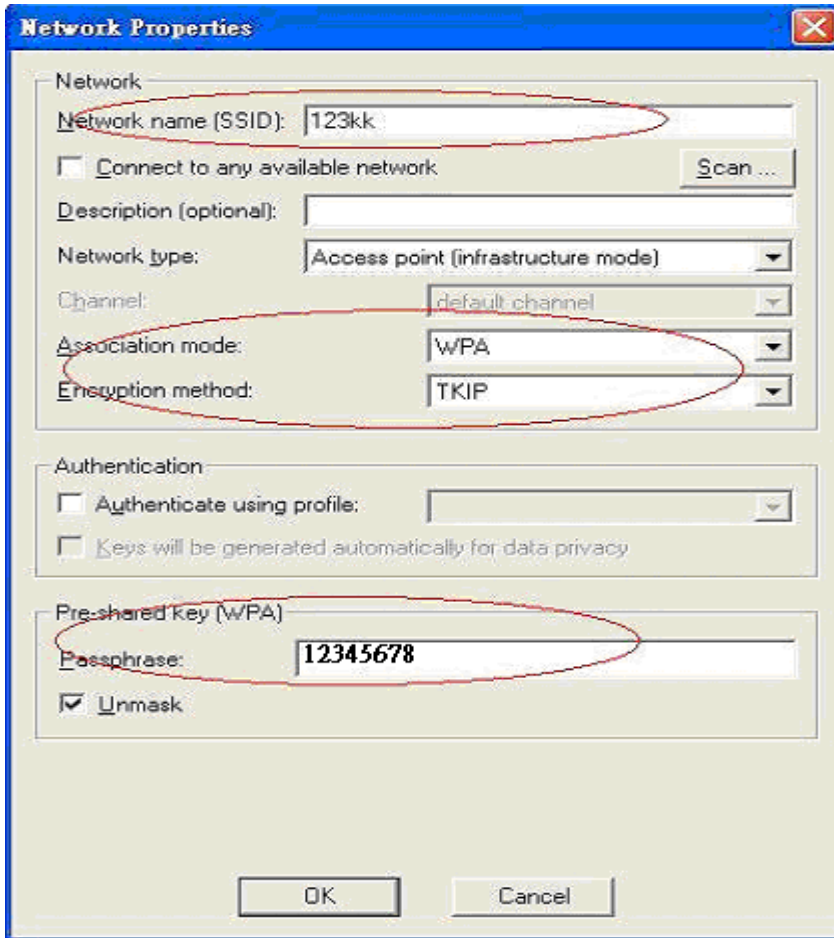 Network Properties
Network
Network name (SSID): 123kk
Connect to any available network Scan ...
Description (optional):
Network type: Access point (infrastructure mode)
Channel: default channel
Association mode: WPA
Encryption method: TKIP
Authentication
Authenticate using profile:
Keys will be generated automatically for data privacy
Pre-shared key (WPA)
Passphrase: 12345678
Unmask
OK Cancel